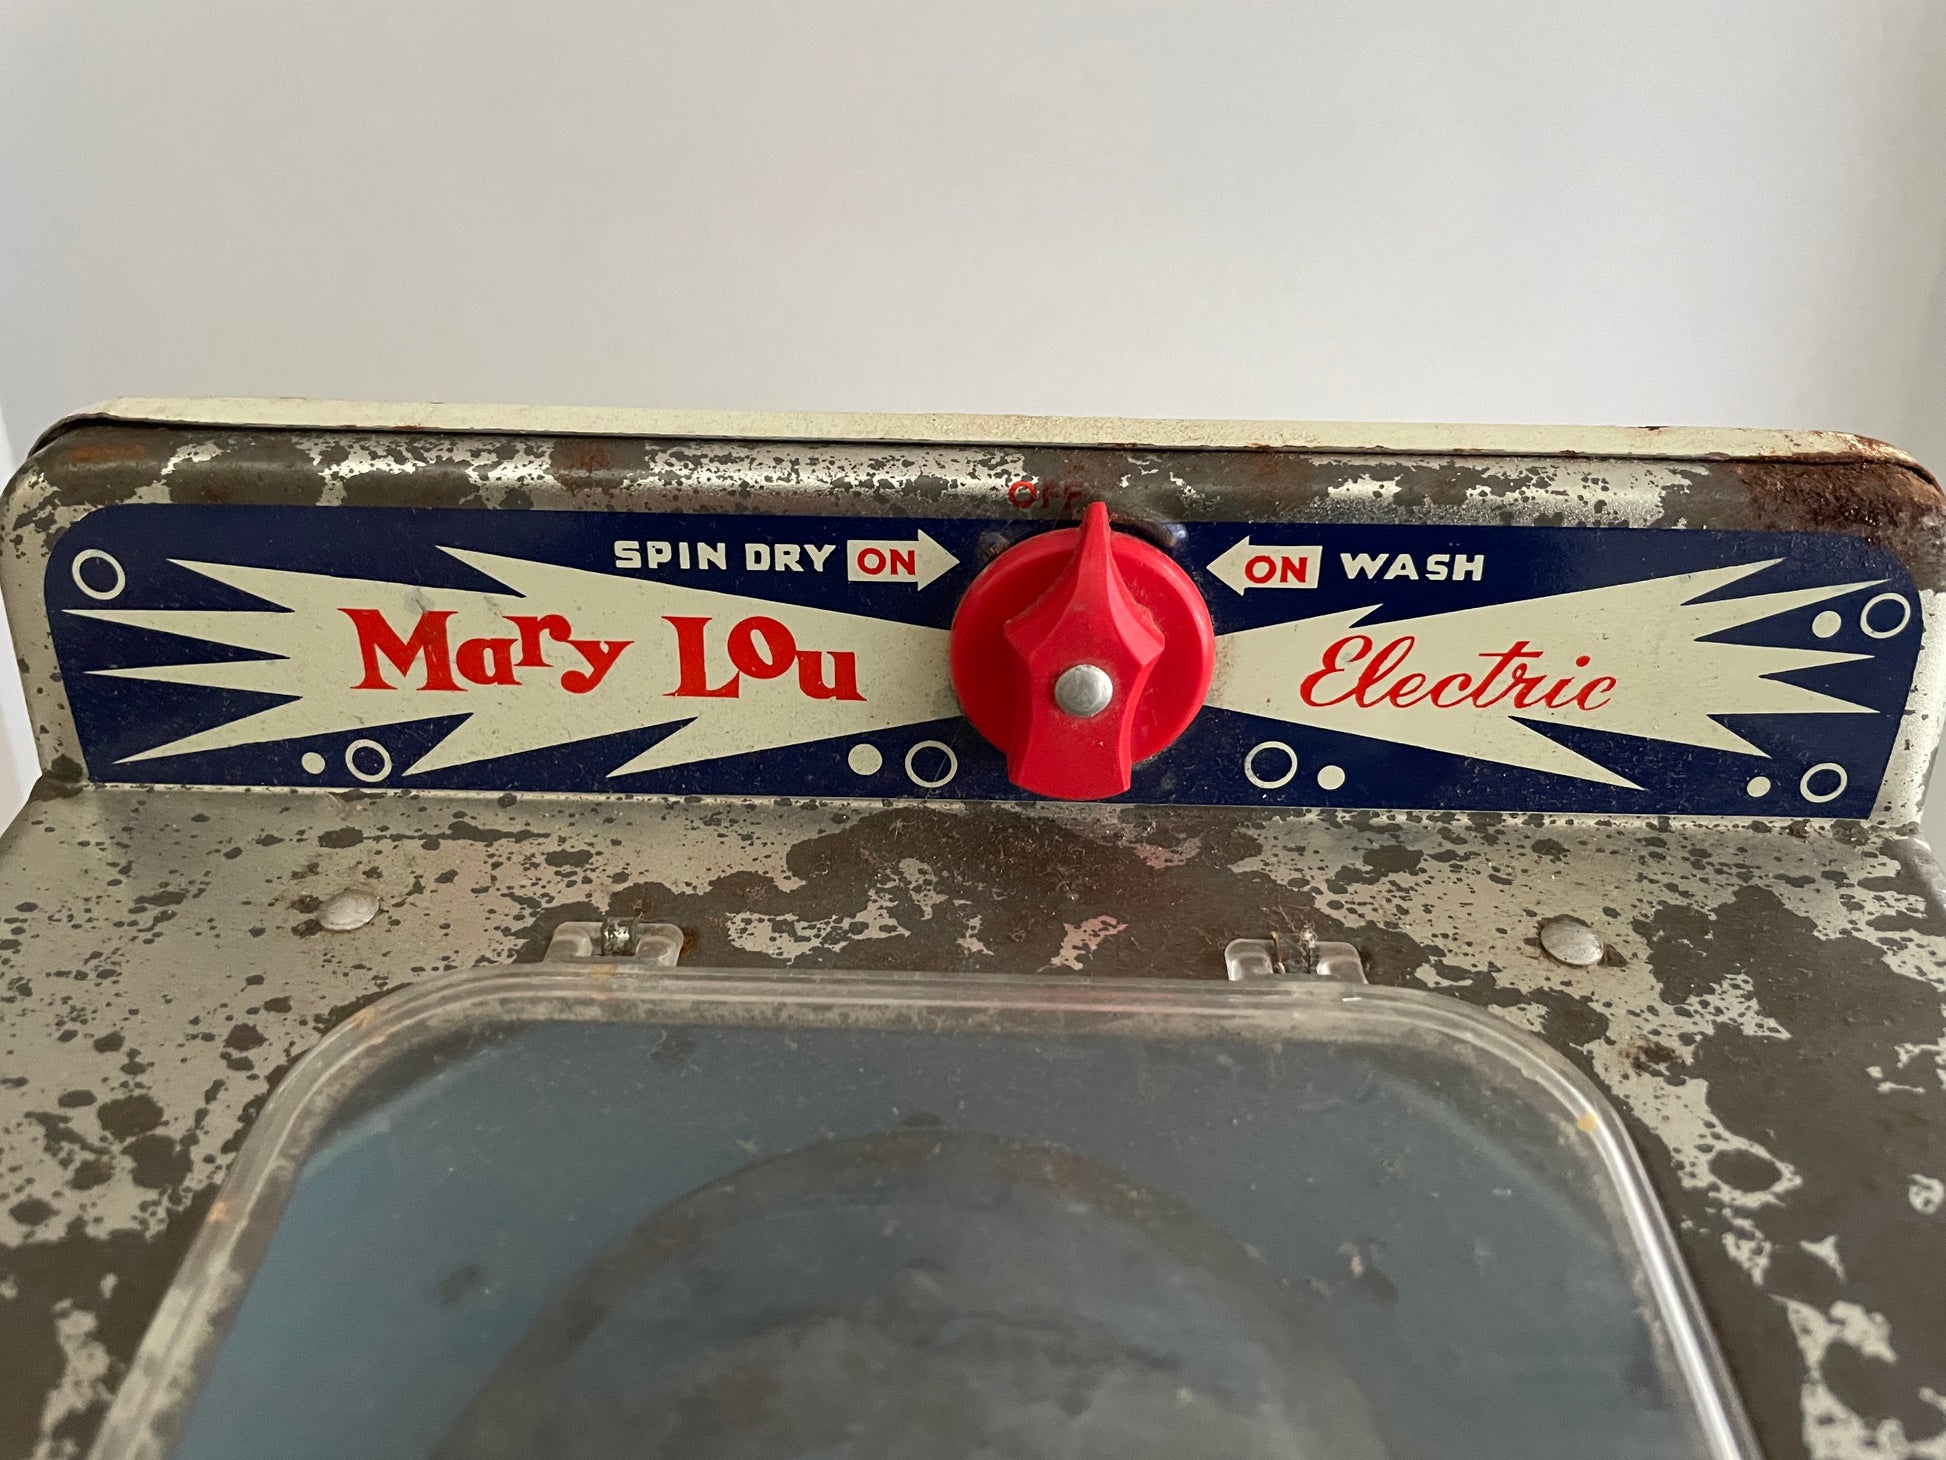 OFF
SPIN DRY ON ON WASH
Mary Lou Electric